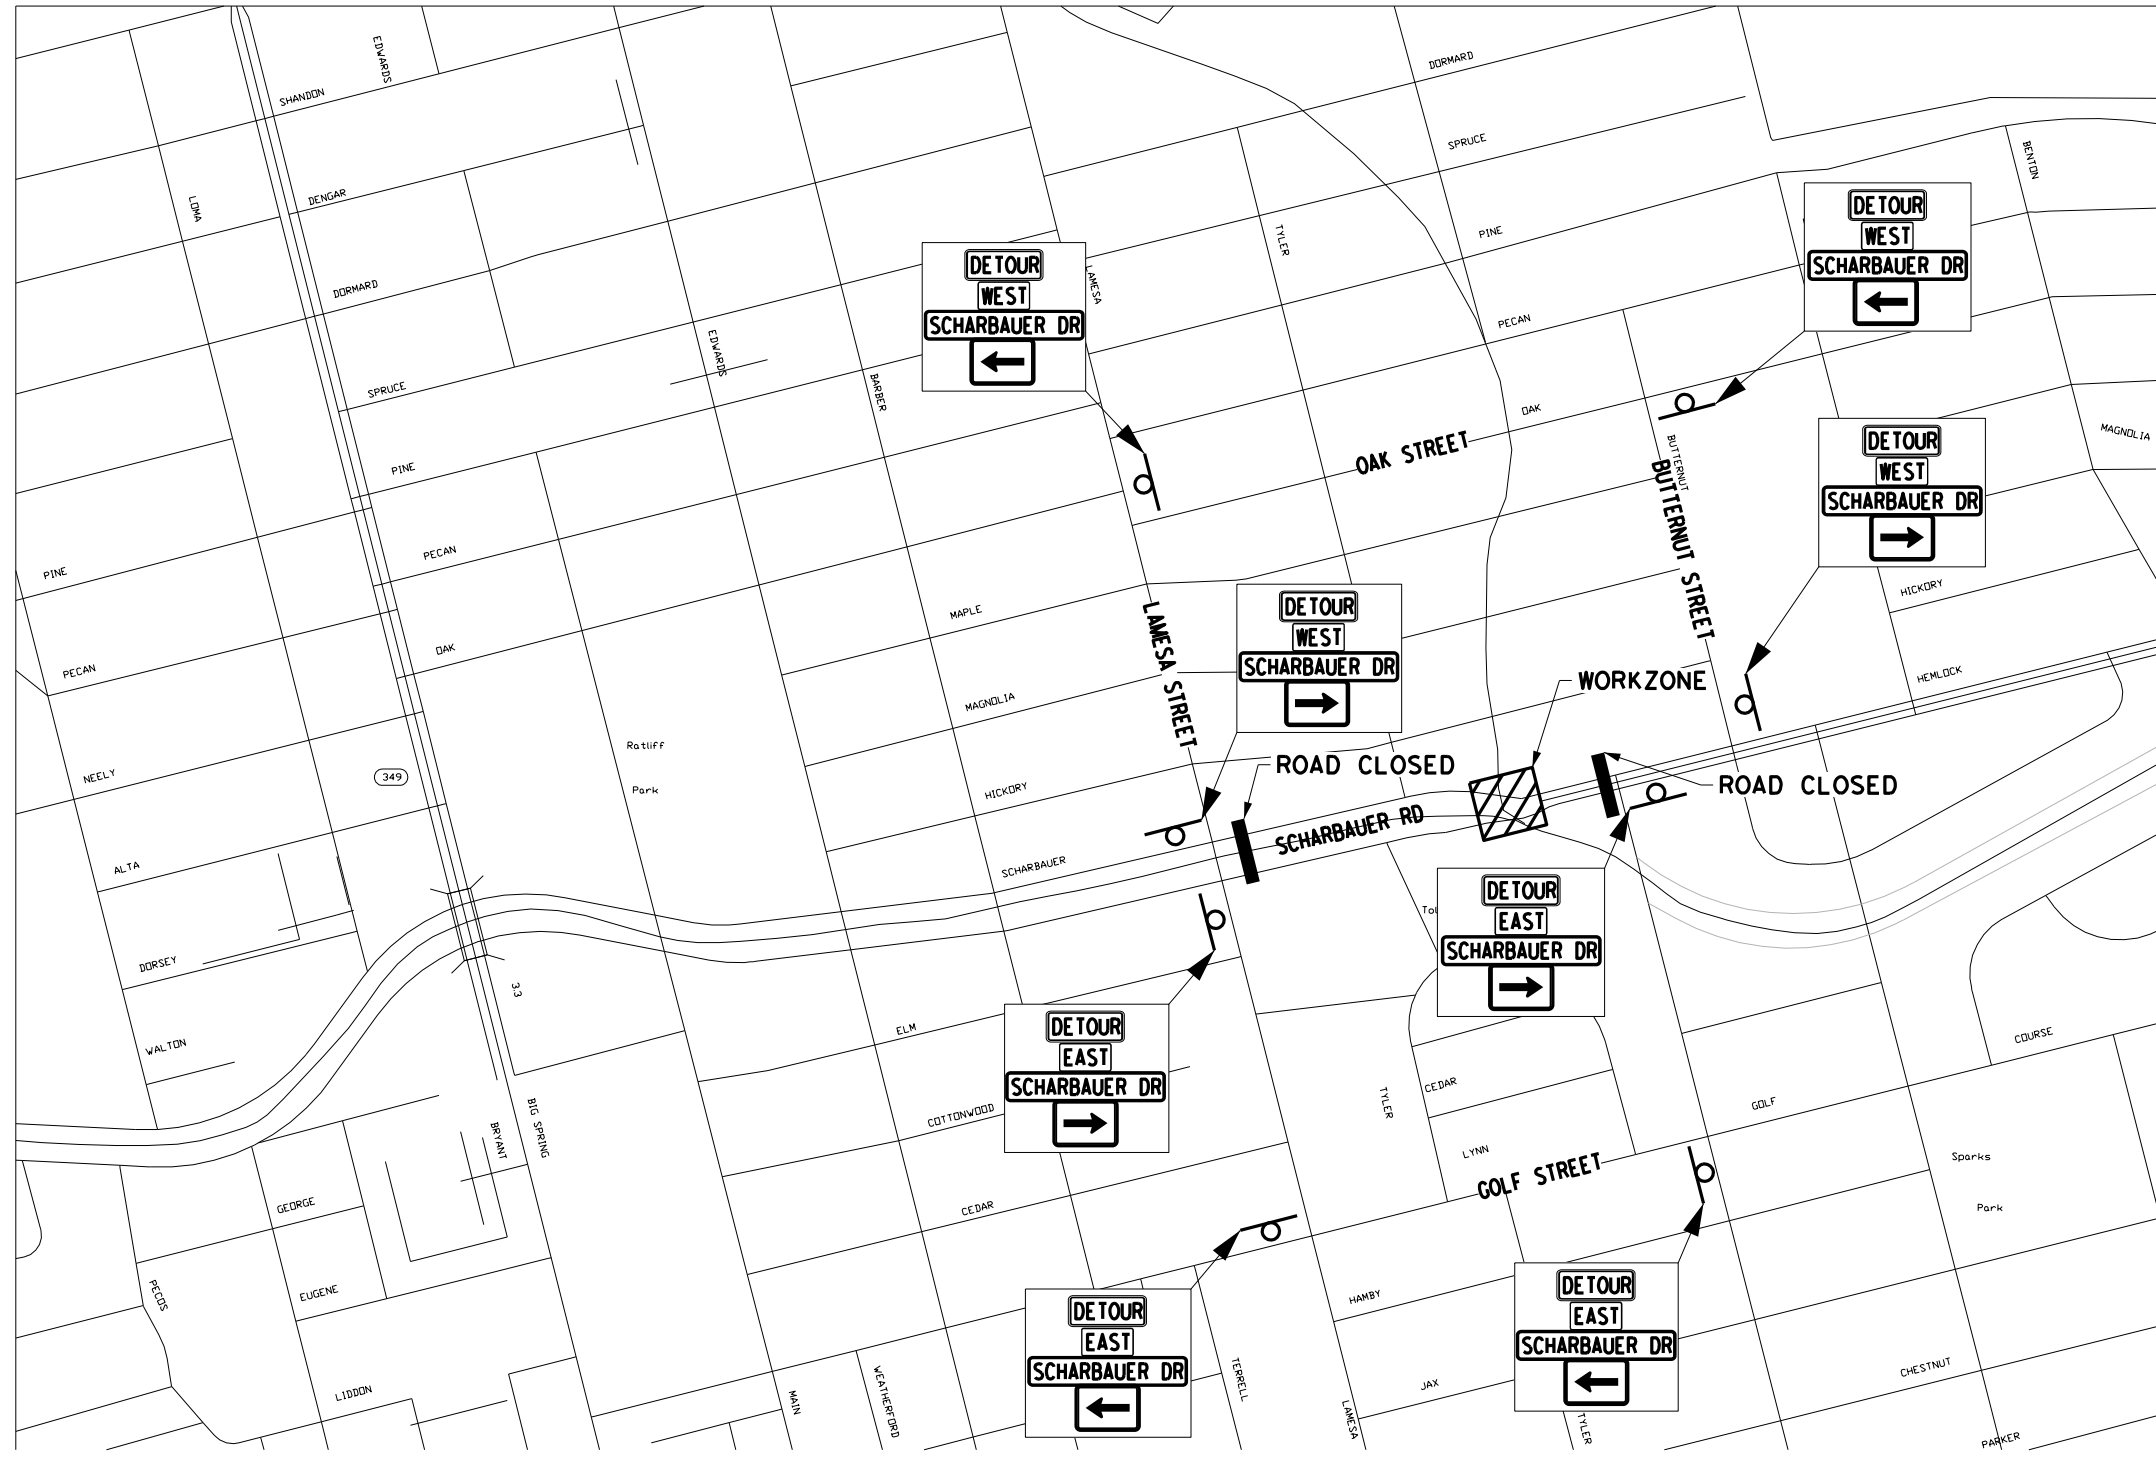 EDWARDS
SHANDON
DORMARD
SPRUCE
BENTON
LOMA
DENGAR
TYLER
PINE
DETOUR
WEST
SCHARBAUER DR
DETOUR
WEST
SCHARBAUER DR
LAMESA
DORMARD
PECAN
EDWARDS
SPRUCE
BARBER
OAK
OAK STREET
BUTTERNUT
BUTTERNUT STREET
MAGNOLIA
DETOUR
WEST
SCHARBAUER DR
PINE
PECAN
PINE
HICKORY
MAPLE
DETOUR
WEST
SCHARBAUER DR
LAMESA STREET
OAK
PECAN
HEMLOCK
WORKZONE
MAGNOLIA
Ratliff
Park
NEELY
349
ROAD CLOSED
ROAD CLOSED
HICKORY
SCHARBAUER RD
SCHARBAUER
ALTA
DETOUR
EAST
SCHARBAUER DR
Tol
DORSEY
3.3
ELM
DETOUR
EAST
SCHARBAUER DR
WALTON
COURSE
CEDAR
TYLER
GOLF
COTTONWOOD
BIG SPRING
BRYANT
LYNN
GOLF STREET
Sparks
Park
GEORGE
CEDAR
PECOS
EUGENE
HAMBY
DETOUR
EAST
SCHARBAUER DR
DETOUR
EAST
SCHARBAUER DR
LIDDON
MAIN
WEATHERFORD
TERRELL
LAMESA
JAX
CHESTNUT
TYLER
PARKER